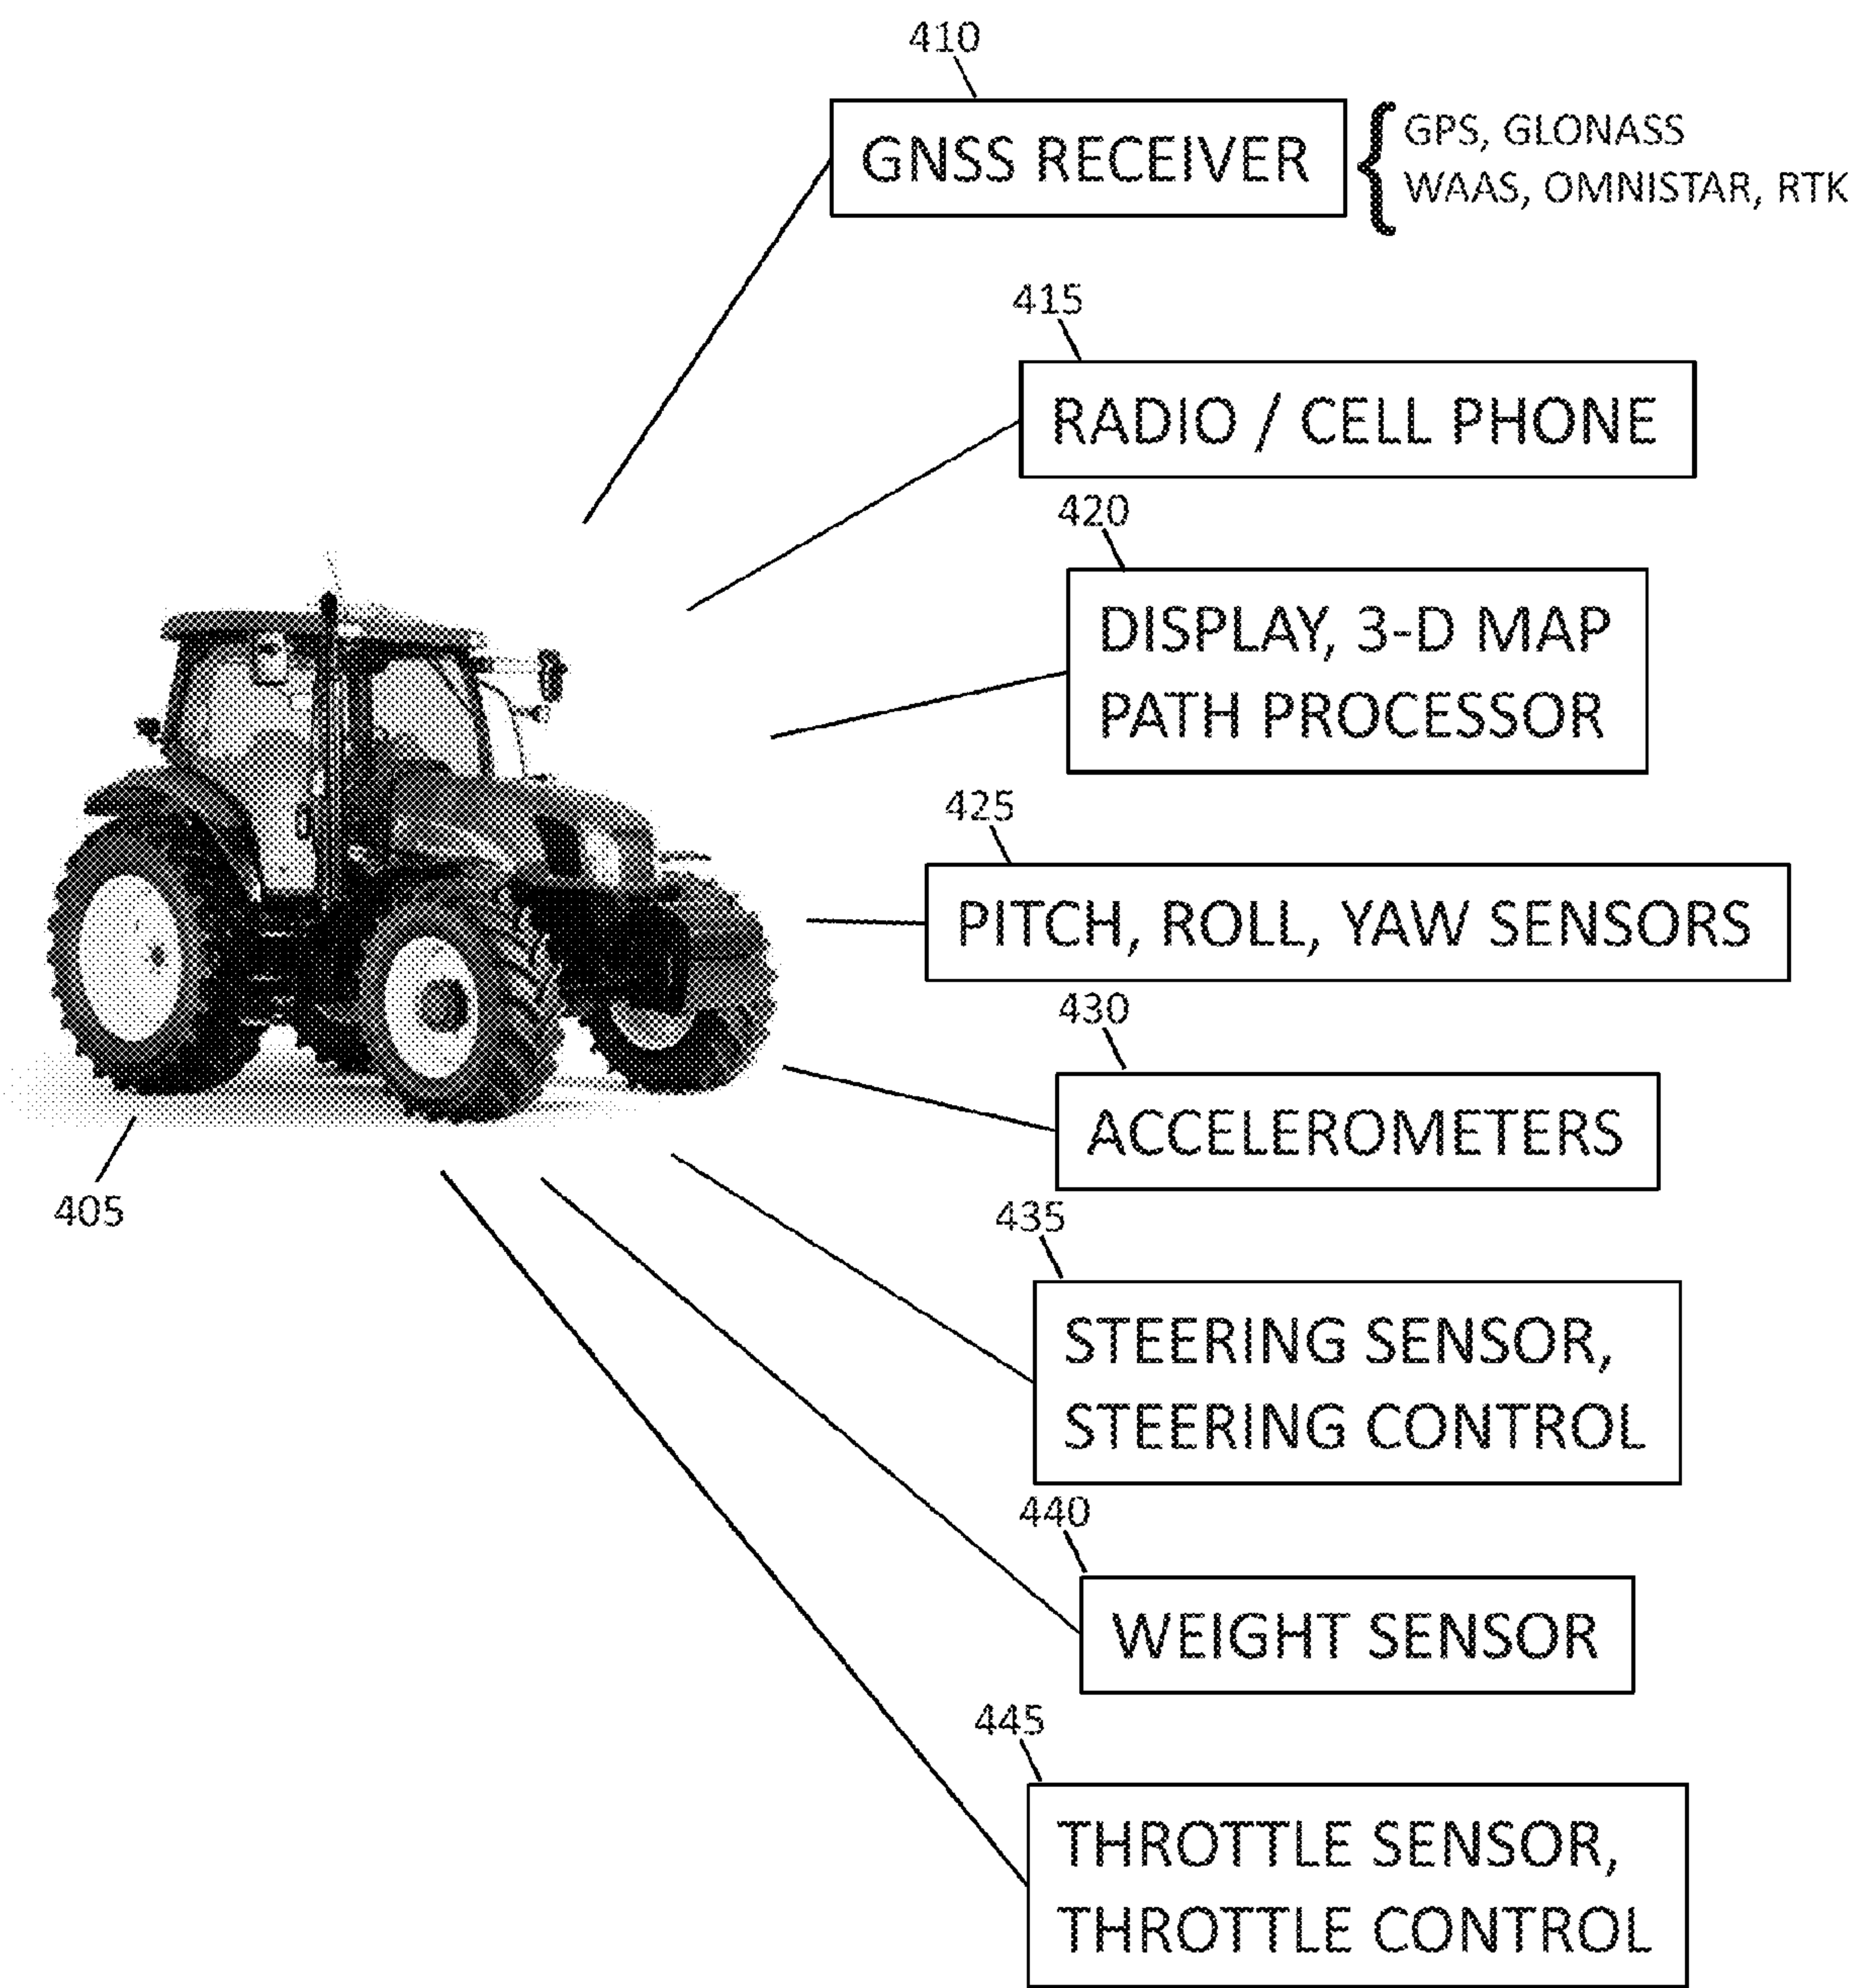 410
GNSS RECEIVER
GPS, GLONASS
WAAS, OMNISTAR, RTK
415
RADIO / CELL PHONE
420
DISPLAY, 3-D MAP
PATH PROCESSOR
425
PITCH, ROLL, YAW SENSORS
430
ACCELEROMETERS
405
435
STEERING SENSOR,
STEERING CONTROL
440
WEIGHT SENSOR
445
THROTTLE SENSOR,
THROTTLE CONTROL